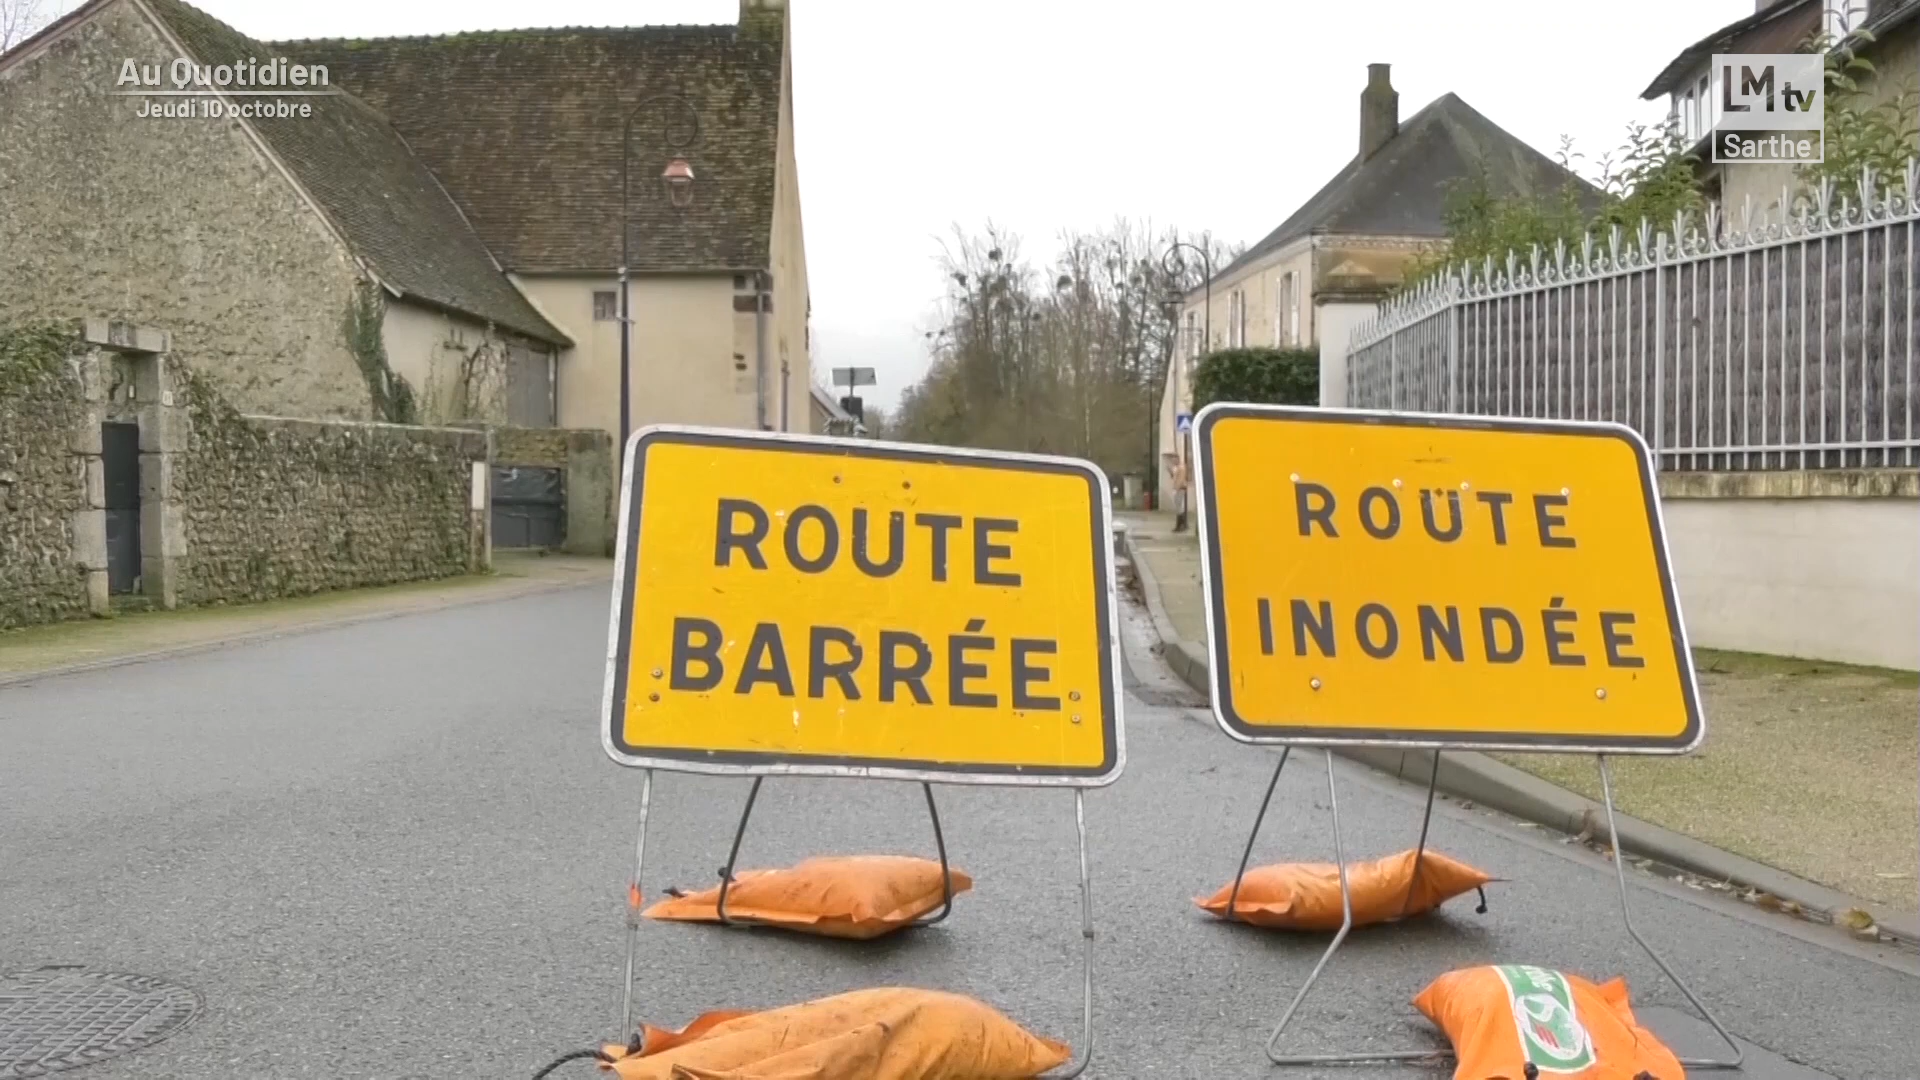 Au Quotidien
Jeudi 10 octobre
LM tv
Sarthe
ROUTE
BARRÉE
ROUTE
INONDÉE